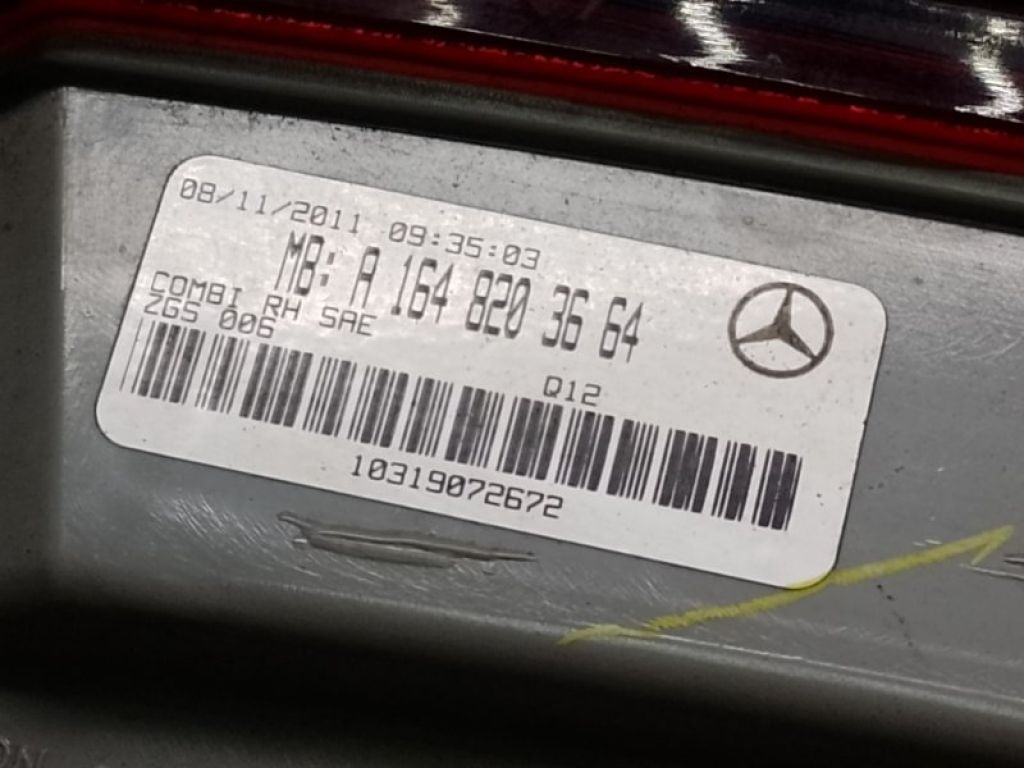 08/11/2011 09:35:03
MB: A 164 820 36 64
COMBI RH SAE
ZGS 006
Q12
10319072672